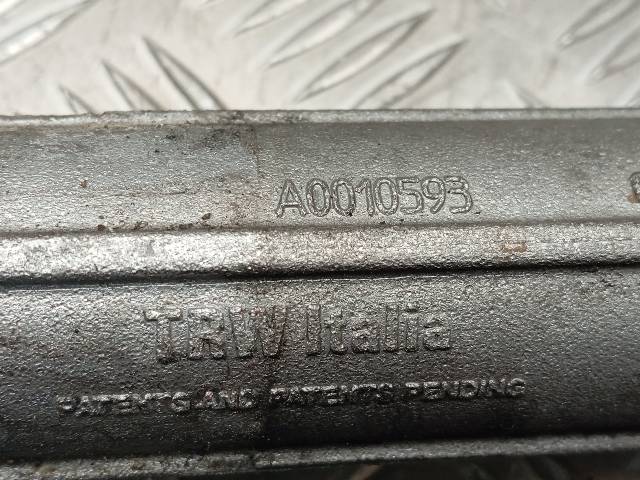 A0010593
TRW Italia
PATENTS AND PATENTS PENDING